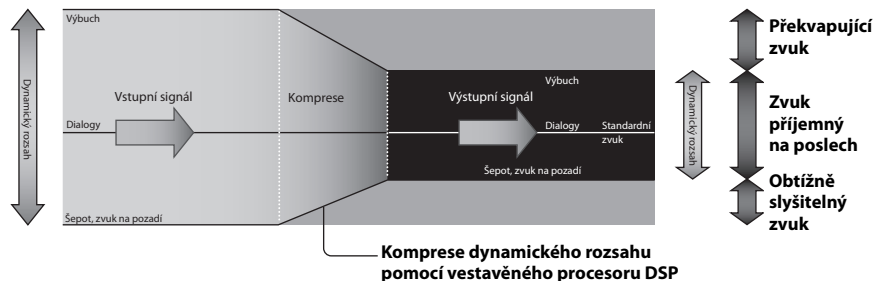 Výbuch
Dynamický rozsah
Vstupní signál
Dialogy
Šepot, zvuk na pozadí
Komprese
Výbuch
Výstupní signál
Dialogy
Standardní
zvuk
Šepot, zvuk na pozadí
Dynamický rozsah
Překvapující
zvuk
Zvuk
příjemný
na poslech
Obtížně
slyšitelný
zvuk
Komprese dynamického rozsahu
pomocí vestavěného procesoru DSP